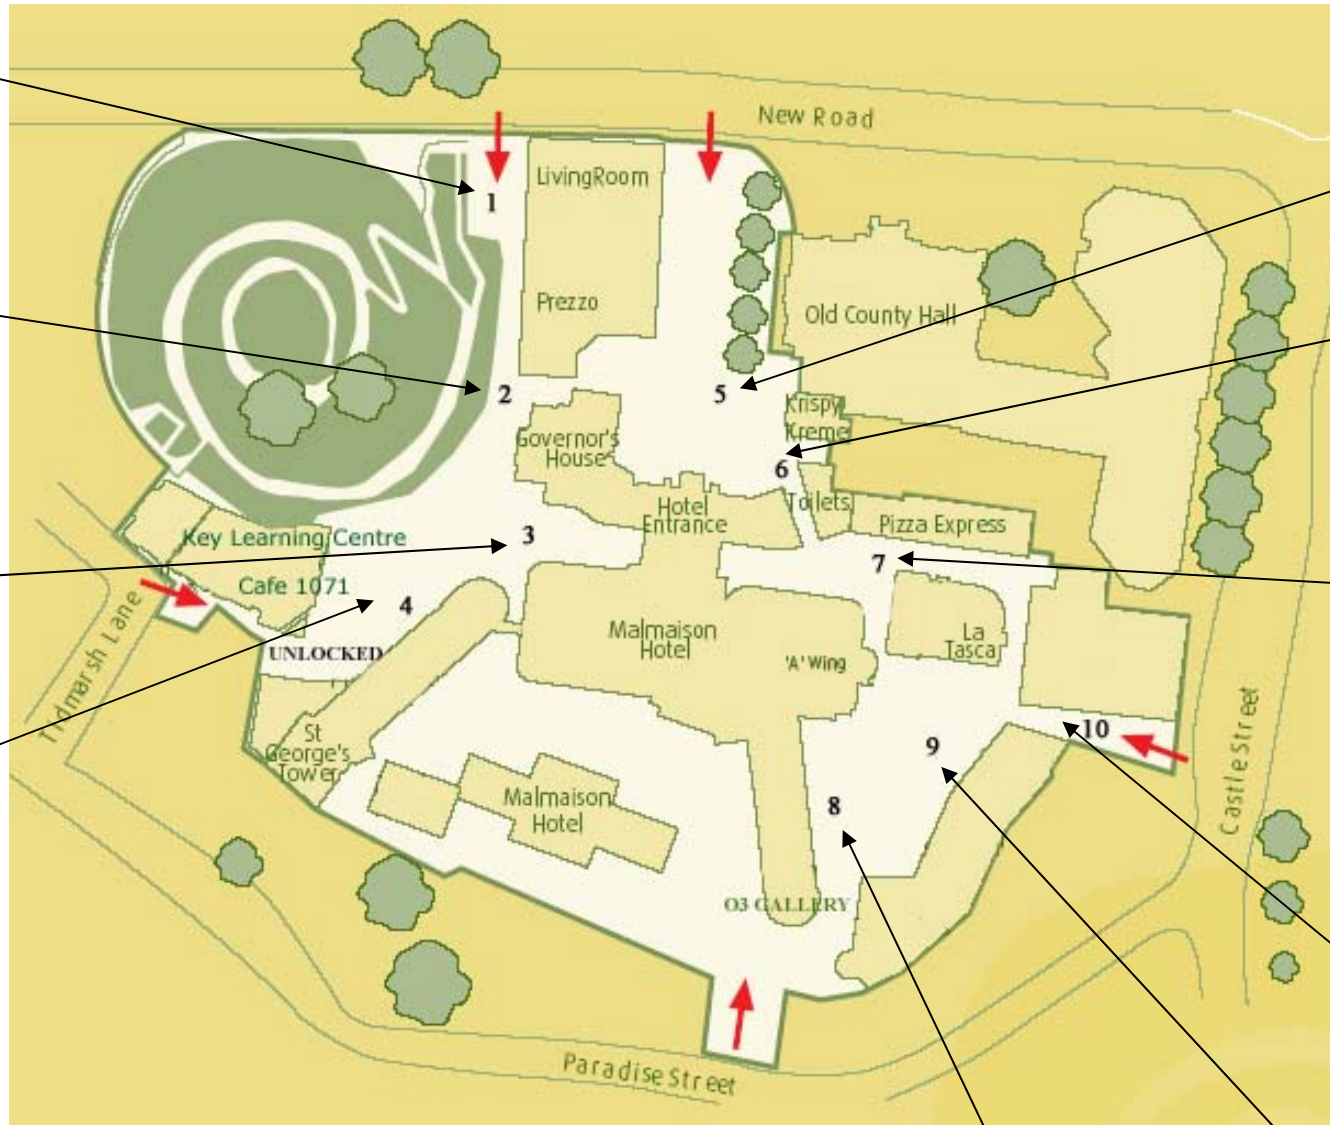 New Road
LivingRoom
1
Prezzo
Old County Hall
2
5
Krispy
Kreme
Governor's
House
6
Hotel
Entrance
Toilets
Pizza Express
3
Key Learning Centre
7
Cafe 1071
4
Tidmarsh Lane
Malmaison
Hotel
'A' Wing
La
Tasca
UNLOCKED
St
George's
Tower
10
9
Castle Street
Malmaison
Hotel
8
O3 GALLERY
Paradise Street